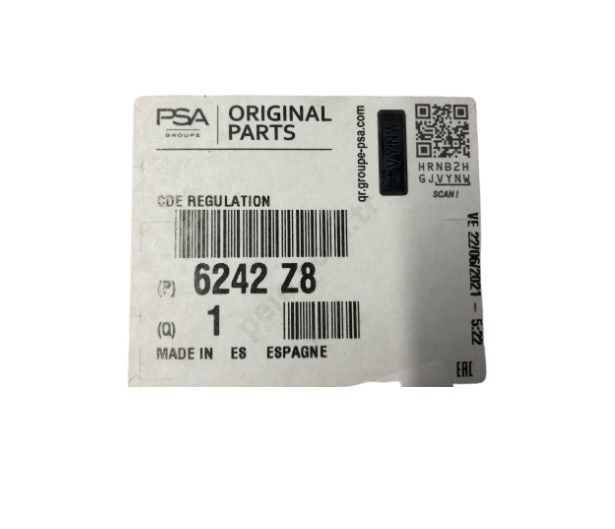 PSA
GROUPE
ORIGINAL
PARTS
qr.groupe-psa.com
HRNB2H
GJVYNW
SCAN!
CDE REGULATION
(P) 6242 Z8
(Q) 1
MADE IN ES ESPAGNE
VE 22/06/2021 - 5:22
EAC